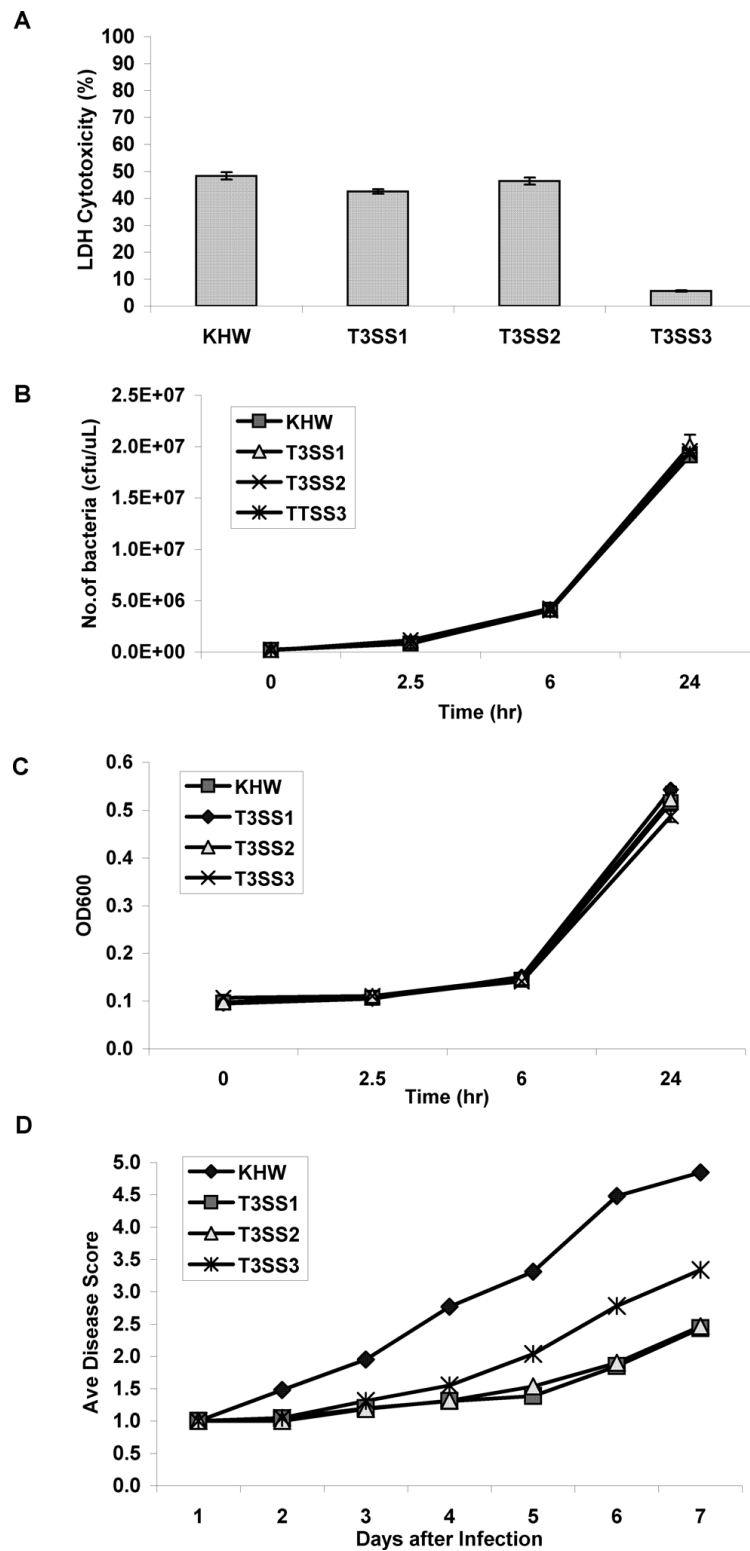 A
LDH Cytotoxicity (%)
100
90
80
70
60
50
40
30
20
10
0
KHW T3SS1 T3SS2 T3SS3
B
No.of bacteria (cfu/uL)
2.5E+07
2.0E+07
1.5E+07
1.0E+07
5.0E+06
0.0E+00
KHW
T3SS1
T3SS2
TTSS3
0 2.5 6 24
Time (hr)
C
OD600
0.6
0.5
0.4
0.3
0.2
0.1
0.0
KHW
T3SS1
T3SS2
T3SS3
0 2.5 6 24
Time (hr)
D
Ave Disease Score
5.0
4.5
4.0
3.5
3.0
2.5
2.0
1.5
1.0
0.5
0.0
KHW
T3SS1
T3SS2
T3SS3
1 2 3 4 5 6 7
Days after Infection